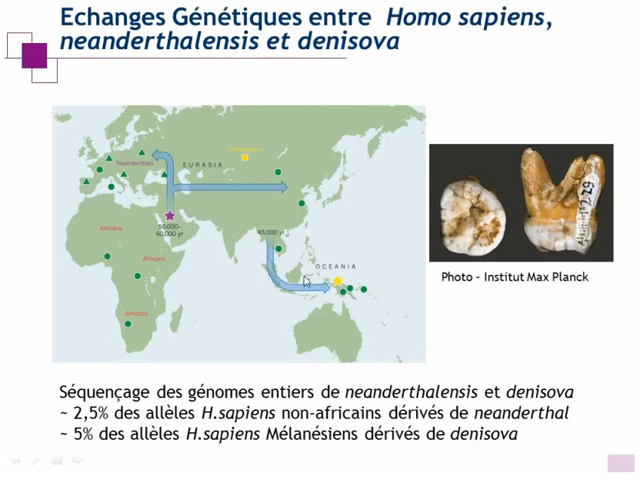 Echanges Génétiques entre Homo sapiens,
neanderthalensis et denisova
EURASIA
Neanderthals
50,000-
60,000 yr
45,000 yr
Africans
Africans
Africans
OCEANIA
Photo - Institut Max Planck
Séquençage des génomes entiers de neanderthalensis et denisova
~ 2,5% des allèles H.sapiens non-africains dérivés de neanderthal
~ 5% des allèles H.sapiens Mélanésiens dérivés de denisova